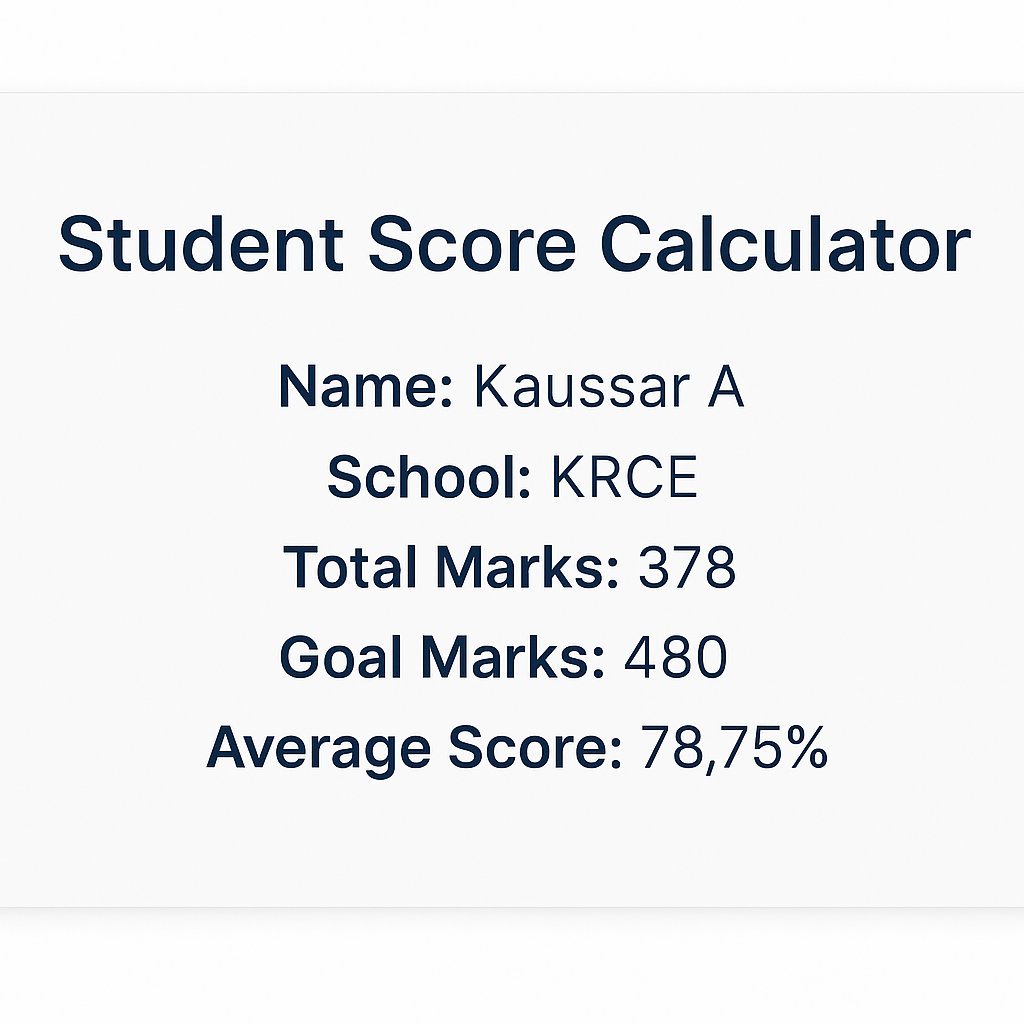 Student Score Calculator
Name: Kaussar A
School: KRCE
Total Marks: 378
Goal Marks: 480
Average Score: 78,75%